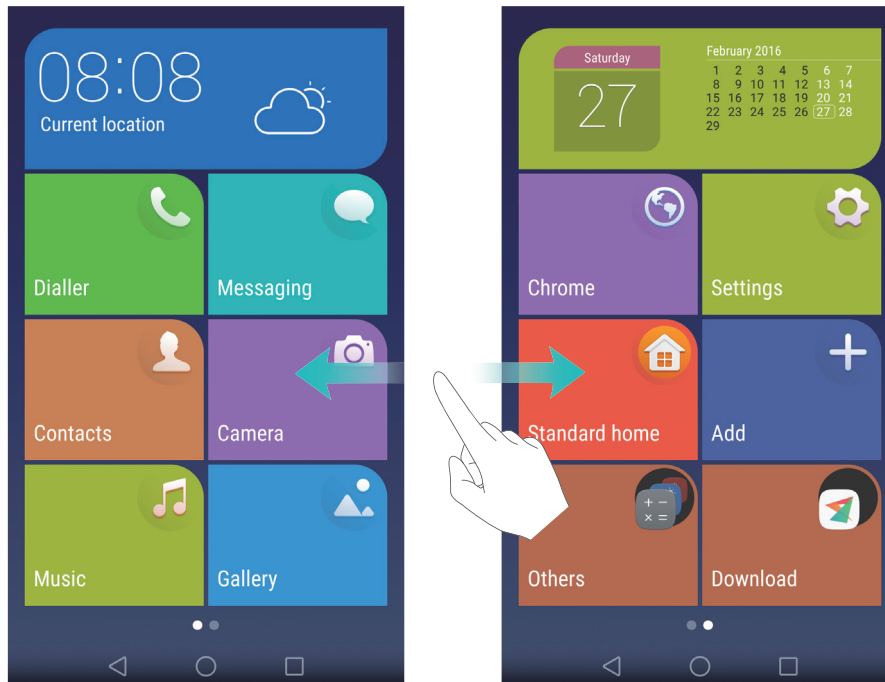 08:08
Current location
Dialler
Messaging
Contacts
Camera
Music
Gallery
Saturday
27
February 2016
1 2 3 4 5 6 7
8 9 10 11 12 13 14
15 16 17 18 19 20 21
22 23 24 25 26 27 28
29
Chrome
Settings
Standard home
Add
Others
Download